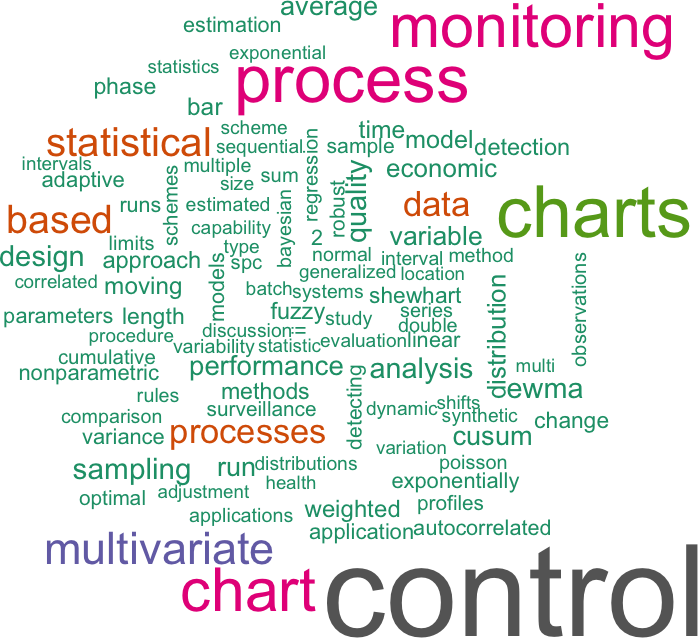 average
estimation
monitoring
exponential
statistics
process
phase
bar
statistical
scheme
time
model
sequential
sample
detection
intervals
multiple
regression
economic
adaptive
schemes
size
sum
robust
quality
based
runs
estimated
bayesian
data
charts
capability
limits
type
2
variable
design
approach
models
spc
normal
interval
method
generalized
location
correlated
moving
batch
systems
shewhart
distribution
observations
parameters
length
fuzzy
study
series
procedure
discussion
:=
double
variability
statistic
evaluation
linear
cumulative
nonparametric
performance
analysis
multi
rules
methods
detecting
ewma
comparison
surveillance
dynamic
shifts
synthetic
change
variance
processes
cusum
variation
sampling
run
distributions
poisson
health
exponentially
optimal
adjustment
weighted
profiles
applications
application
autocorrelated
multivariate
chart
control